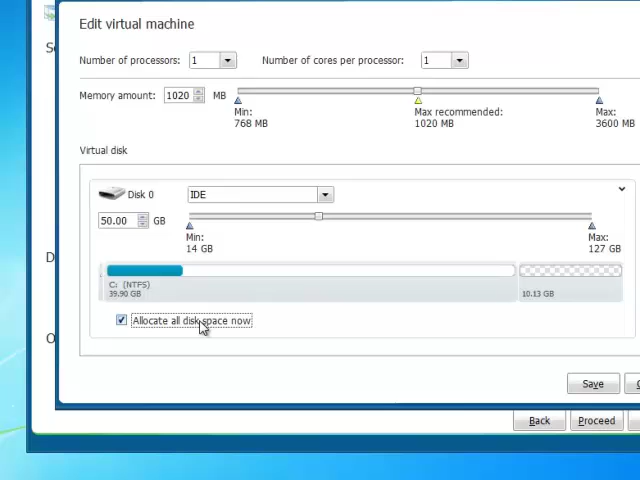 Edit virtual machine
Number of processors: 1 Number of cores per processor: 1
Memory amount: 1020 MB
Min: Max recommended: Max:
768 MB 1020 MB 3600 MB
Virtual disk
Disk 0 IDE
50.00 GB
Min: Max:
14 GB 127 GB
C: (NTFS)
39.90 GB 10.13 GB
Allocate all disk space now
Save
Back Proceed